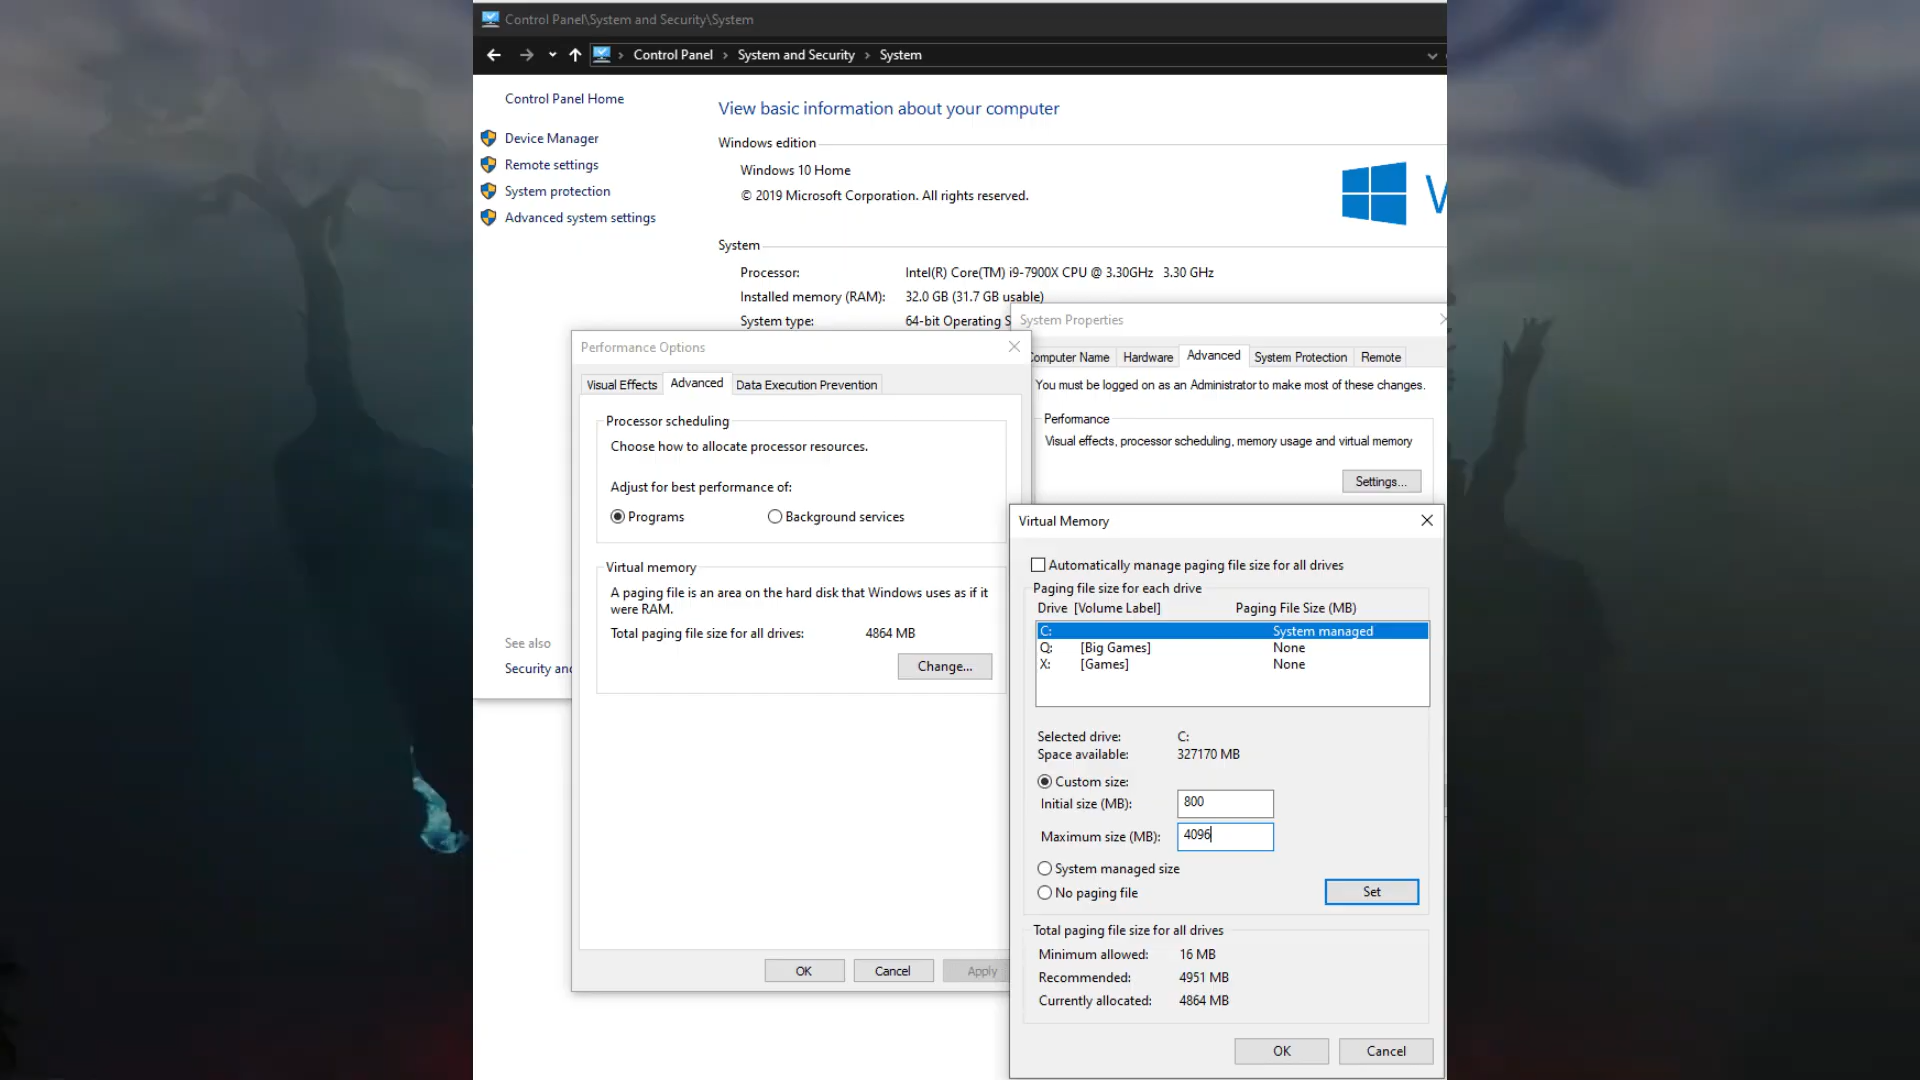 Control Panel\System and Security\System
Control Panel › System and Security › System
Control Panel Home
Device Manager
Remote settings
System protection
Advanced system settings
See also
Security and
View basic information about your computer
Windows edition
Windows 10 Home
© 2019 Microsoft Corporation. All rights reserved.
System
Processor: Intel(R) Core(TM) i9-7900X CPU @ 3.30GHz 3.30 GHz
Installed memory (RAM): 32.0 GB (31.7 GB usable)
System type: 64-bit Operating S
Performance Options
Visual Effects Advanced Data Execution Prevention
Processor scheduling
Choose how to allocate processor resources.
Adjust for best performance of:
Programs Background services
Virtual memory
A paging file is an area on the hard disk that Windows uses as if it
were RAM.
Total paging file size for all drives: 4864 MB
Change...
OK Cancel Apply
System Properties
omputer Name Hardware Advanced System Protection Remote
You must be logged on as an Administrator to make most of these changes.
Performance
Visual effects, processor scheduling, memory usage and virtual memory
Settings...
Virtual Memory
Automatically manage paging file size for all drives
Paging file size for each drive
Drive [Volume Label] Paging File Size (MB)
C: System managed
Q: [Big Games] None
X: [Games] None
Selected drive: C:
Space available: 327170 MB
Custom size:
Initial size (MB): 800
Maximum size (MB): 4096
System managed size
No paging file
Set
Total paging file size for all drives
Minimum allowed: 16 MB
Recommended: 4951 MB
Currently allocated: 4864 MB
OK Cancel